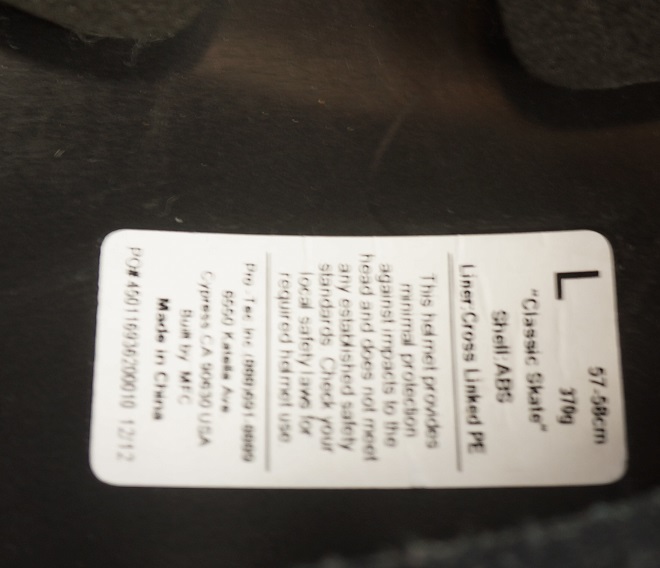 57-58cm
L 370g
"Classic Skate"
Shell: ABS
Liner: Cross Linked PE
This helmet provides
minimal protection
against impacts to the
head and does not meet
any established safety
standards. Check your
local safety laws for
required helmet use
Pro-Tec Inc.
Katella Ave
Cypress CA 90630 USA
Built by MFC
Made in China
12/12